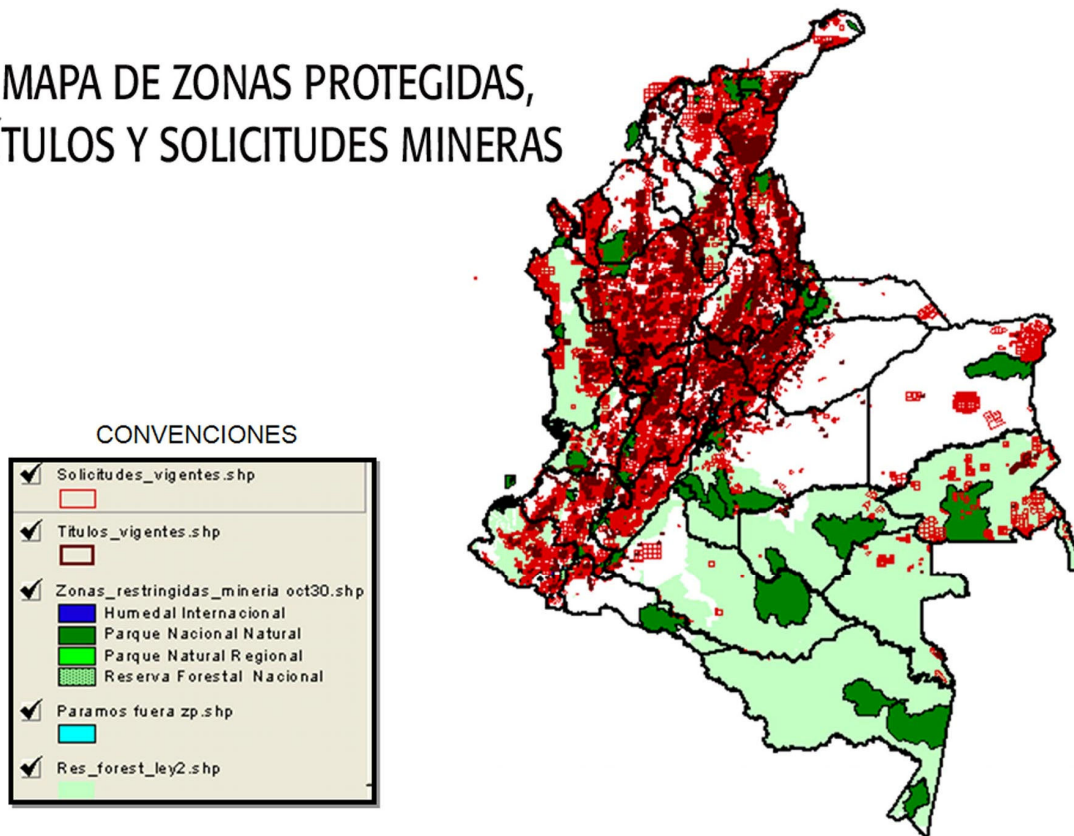 MAPA DE ZONAS PROTEGIDAS,
TULOS Y SOLICITUDES MINERAS
CONVENCIONES
Solicitudes_vigentes.shp
Titulos_vigentes.shp
Zonas_restringidas_mineria oct30.shp
Humedal Internacional
Parque Nacional Natural
Parque Natural Regional
Reserva Forestal Nacional
Paramos fuera zp.shp
Res_forest_ley2.shp